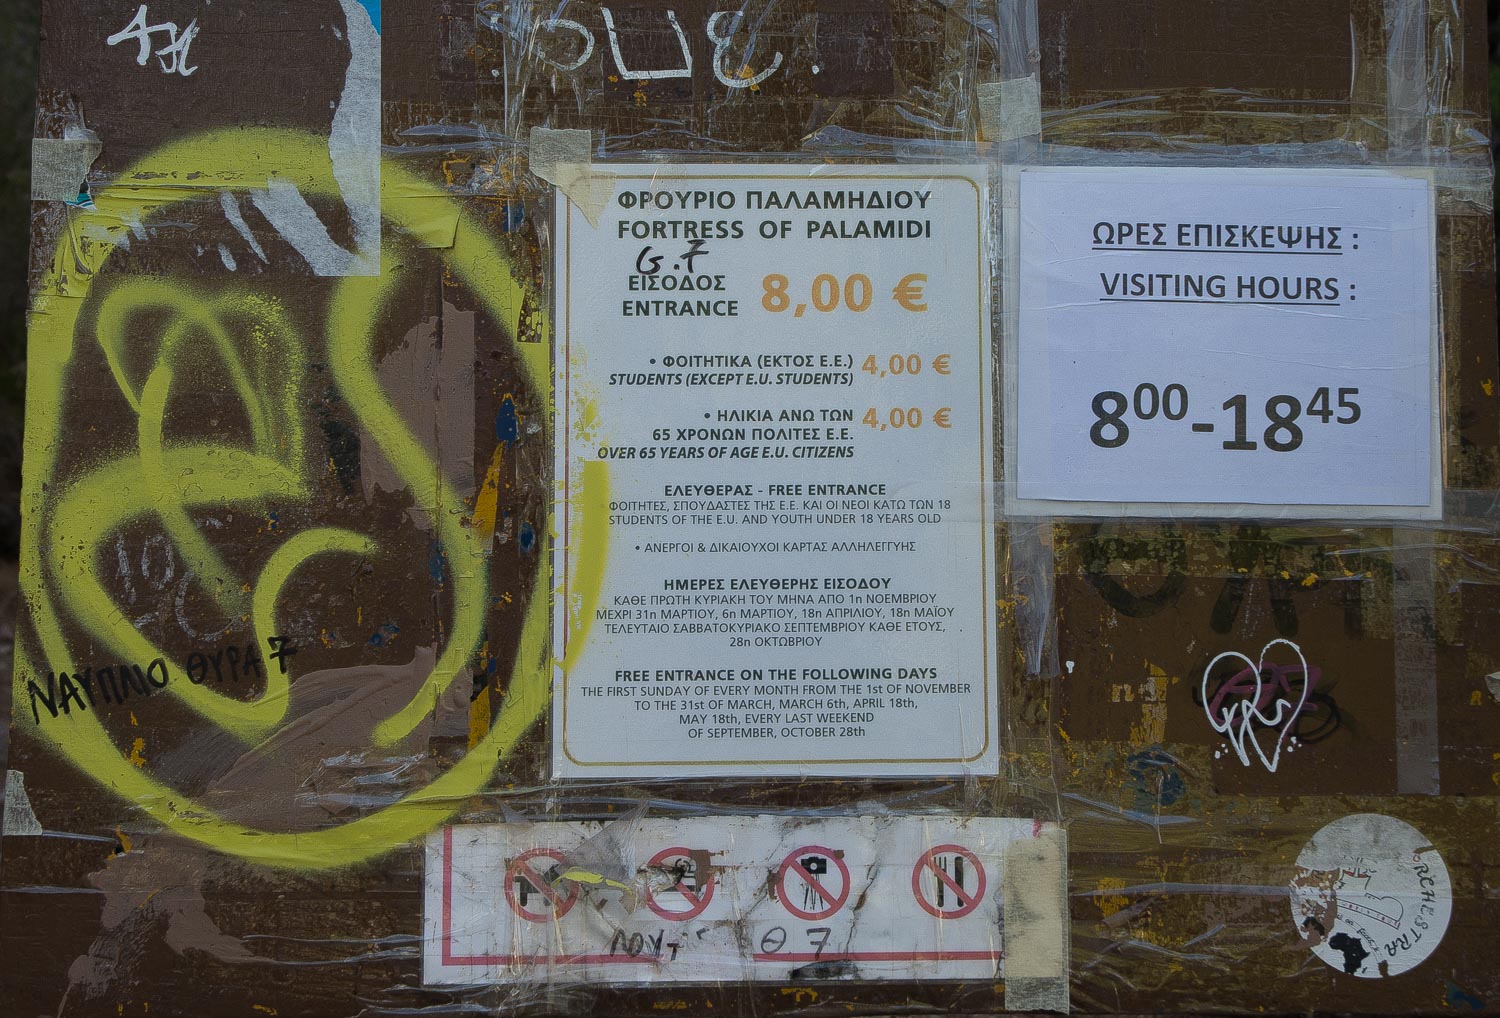 ΦΡΟΥΡΙΟ ΠΑΛΑΜΗΔΙΟΥ
FORTRESS OF PALAMIDI
G.7
ΕΙΣΟΔΟΣ
ENTRANCE 8,00 €
• ΦΟΙΤΗΤΙΚΑ (ΕΚΤΟΣ Ε.Ε.) 4,00 €
STUDENTS (EXCEPT E.U. STUDENTS)
• ΗΛΙΚΙΑ ΑΝΩ ΤΩΝ 4,00 €
65 ΧΡΟΝΩΝ ΠΟΛΙΤΕΣ Ε.Ε.
OVER 65 YEARS OF AGE E.U. CITIZENS
ΕΛΕΥΘΕΡΑΣ - FREE ENTRANCE
ΦΟΙΤΗΤΕΣ, ΣΠΟΥΔΑΣΤΕΣ ΤΗΣ Ε.Ε. ΚΑΙ ΟΙ ΝΕΟΙ ΚΑΤΩ ΤΩΝ 18
STUDENTS OF THE E.U. AND YOUTH UNDER 18 YEARS OLD
• ΑΝΕΡΓΟΙ & ΔΙΚΑΙΟΥΧΟΙ ΚΑΡΤΑΣ ΑΛΛΗΛΕΓΓΥΗΣ
ΗΜΕΡΕΣ ΕΛΕΥΘΕΡΗΣ ΕΙΣΟΔΟΥ
ΚΑΘΕ ΠΡΩΤΗ ΚΥΡΙΑΚΗ ΤΟΥ ΜΗΝΑ ΑΠΟ 1η ΝΟΕΜΒΡΙΟΥ
ΜΕΧΡΙ 31η ΜΑΡΤΙΟΥ, 6η ΜΑΡΤΙΟΥ, 18η ΑΠΡΙΛΙΟΥ, 18η ΜΑΪΟΥ
ΤΕΛΕΥΤΑΙΟ ΣΑΒΒΑΤΟΚΥΡΙΑΚΟ ΣΕΠΤΕΜΒΡΙΟΥ ΚΑΘΕ ΕΤΟΥΣ,
28η ΟΚΤΩΒΡΙΟΥ
FREE ENTRANCE ON THE FOLLOWING DAYS
THE FIRST SUNDAY OF EVERY MONTH FROM THE 1st OF NOVEMBER
TO THE 31st OF MARCH, MARCH 6th, APRIL 18th,
MAY 18th, EVERY LAST WEEKEND
OF SEPTEMBER, OCTOBER 28th
ΩΡΕΣ ΕΠΙΣΚΕΨΗΣ :
VISITING HOURS :
8⁰⁰-18⁴⁵
ΝΑΥΠΛΙΟ ΘΥΡΑ 7
Θ 7
ORCHESTRA